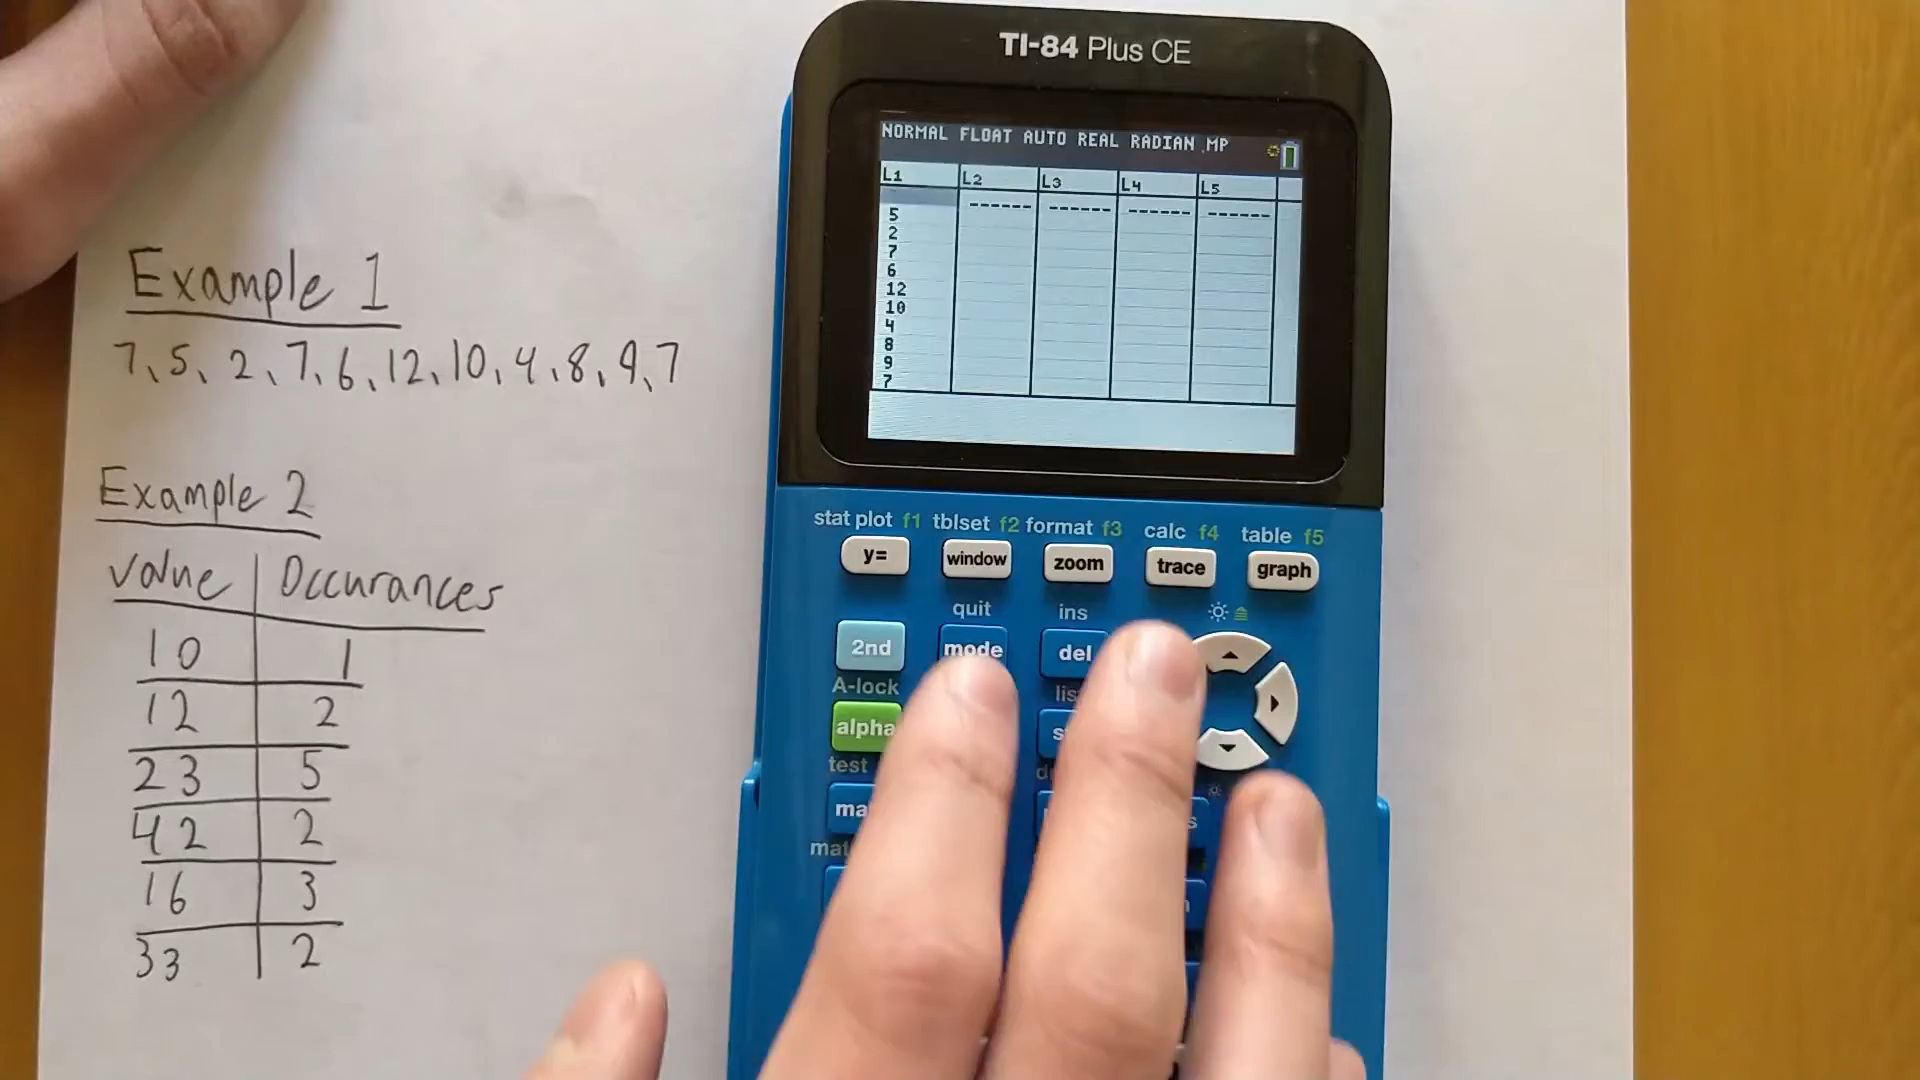 Example 1
7, 5, 2, 7, 6, 12, 10, 4, 8, 9, 7
Example 2
Value Occurances
10 1
12 2
23 5
42 2
16 3
33 2
TI-84 Plus CE
NORMAL FLOAT AUTO REAL RADIAN MP
L1 L2 L3 L4 L5
------ ------ ------ ------
5
2
7
6
12
10
4
8
9
7
stat plot f1 tblset f2 format f3 calc f4 table f5
y= window zoom trace graph
quit ins
2nd mode del
A-lock lis
alpha s
test d
ma s
mat